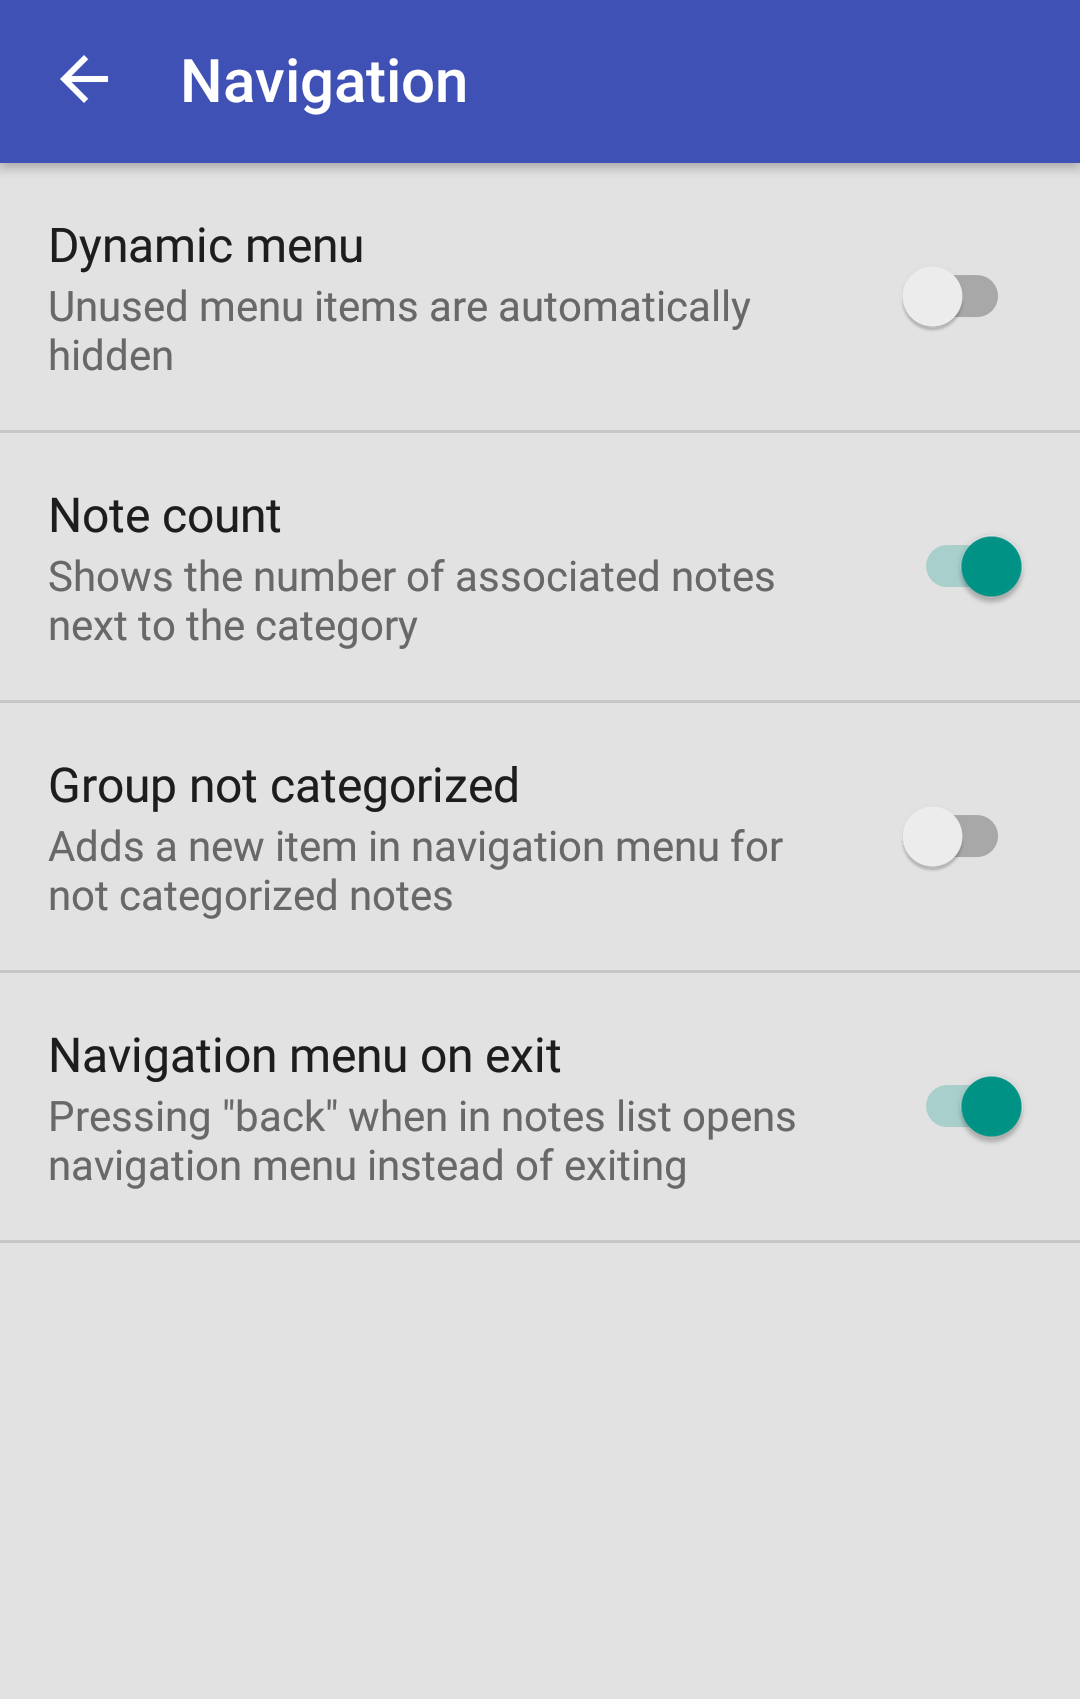 Navigation
Dynamic menu
Unused menu items are automatically
hidden
Note count
Shows the number of associated notes
next to the category
Group not categorized
Adds a new item in navigation menu for
not categorized notes
Navigation menu on exit
Pressing "back" when in notes list opens
navigation menu instead of exiting